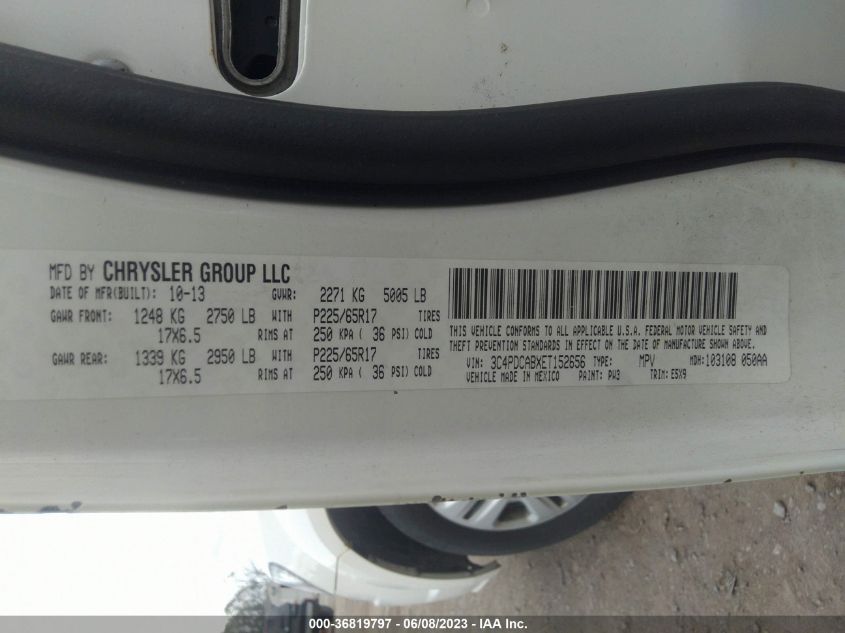 MFD BY CHRYSLER GROUP LLC
DATE OF MFR(BUILT): 10-13 GVWR: 2271 KG 5005 LB
GAWR FRONT: 1248 KG 2750 LB WITH P225/65R17 TIRES
17X6.5 RIMS AT 250 KPA ( 36 PSI) COLD
GAWR REAR: 1339 KG 2950 LB WITH P225/65R17 TIRES
17X6.5 RIMS AT 250 KPA ( 36 PSI) COLD
THIS VEHICLE CONFORMS TO ALL APPLICABLE U.S.A. FEDERAL MOTOR VEHICLE SAFETY AND
THEFT PREVENTION STANDARDS IN EFFECT ON THE DATE OF MANUFACTURE SHOWN ABOVE.
VIN: 3C4PDCABXET152656 TYPE: MPV MDH: 103108 050AA
VEHICLE MADE IN MEXICO PAINT: PW3 TRIM: E5X9
000-36819797 - 06/08/2023 - IAA Inc.